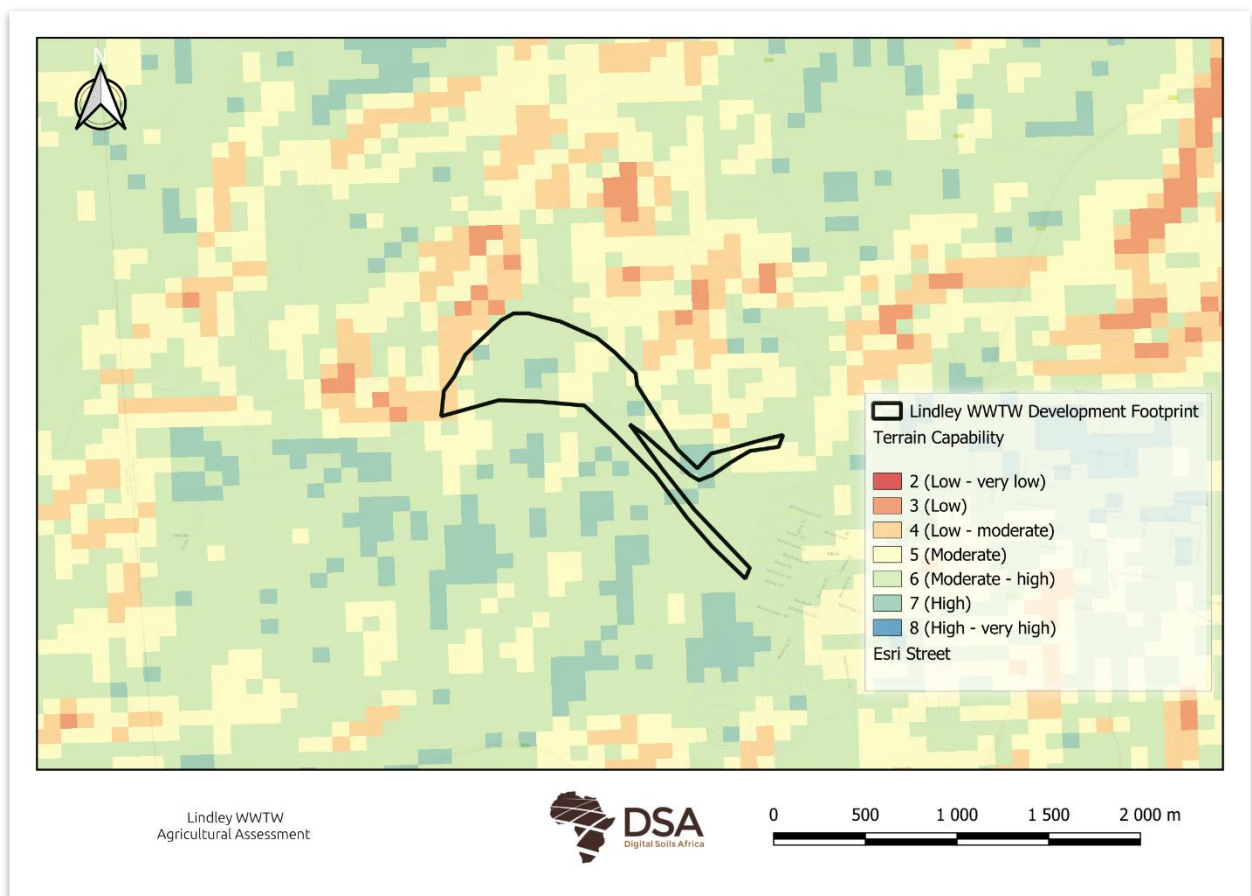 N
Lindley WWTW Development Footprint
Terrain Capability
2 (Low - very low)
3 (Low)
4 (Low - moderate)
5 (Moderate)
6 (Moderate - high)
7 (High)
8 (High - very high)
Esri Street
Lindley WWTW
Agricultural Assessment
DSA
Digital Soils Africa
0 500 1 000 1 500 2 000 m